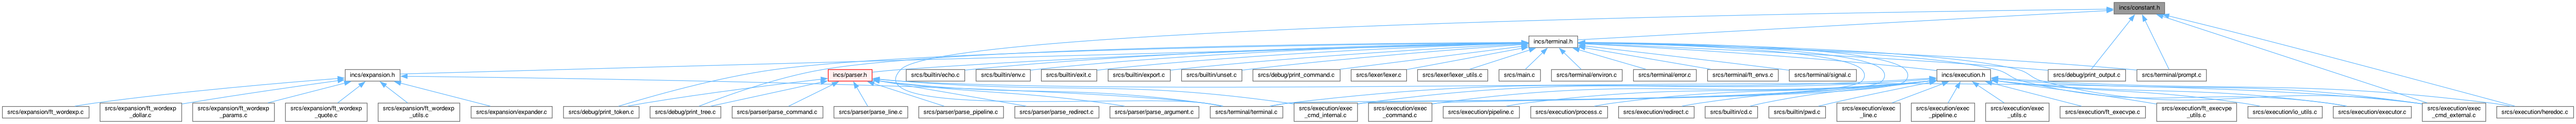 incs/constant.h
incs/terminal.h
incs/expansion.h
incs/parser.h
srcs/builtin/echo.c
srcs/builtin/env.c
srcs/builtin/exit.c
srcs/builtin/export.c
srcs/builtin/unset.c
srcs/debug/print_command.c
srcs/lexer/lexer.c
srcs/lexer/lexer_utils.c
srcs/main.c
srcs/terminal/environ.c
srcs/terminal/error.c
srcs/terminal/ft_envs.c
srcs/terminal/signal.c
incs/execution.h
srcs/debug/print_output.c
srcs/terminal/prompt.c
srcs/expansion/ft_wordexp.c
srcs/expansion/ft_wordexp
_dollar.c
srcs/expansion/ft_wordexp
_params.c
srcs/expansion/ft_wordexp
_quote.c
srcs/expansion/ft_wordexp
_utils.c
srcs/expansion/expander.c
srcs/debug/print_token.c
srcs/debug/print_tree.c
srcs/parser/parse_command.c
srcs/parser/parse_line.c
srcs/parser/parse_pipeline.c
srcs/parser/parse_redirect.c
srcs/parser/parse_argument.c
srcs/terminal/terminal.c
srcs/execution/exec
_cmd_internal.c
srcs/execution/exec
_command.c
srcs/execution/pipeline.c
srcs/execution/process.c
srcs/execution/redirect.c
srcs/builtin/cd.c
srcs/builtin/pwd.c
srcs/execution/exec
_line.c
srcs/execution/exec
_pipeline.c
srcs/execution/exec
_utils.c
srcs/execution/ft_execvpe.c
srcs/execution/ft_execvpe
_utils.c
srcs/execution/io_utils.c
srcs/execution/executor.c
srcs/execution/exec
_cmd_external.c
srcs/execution/heredoc.c